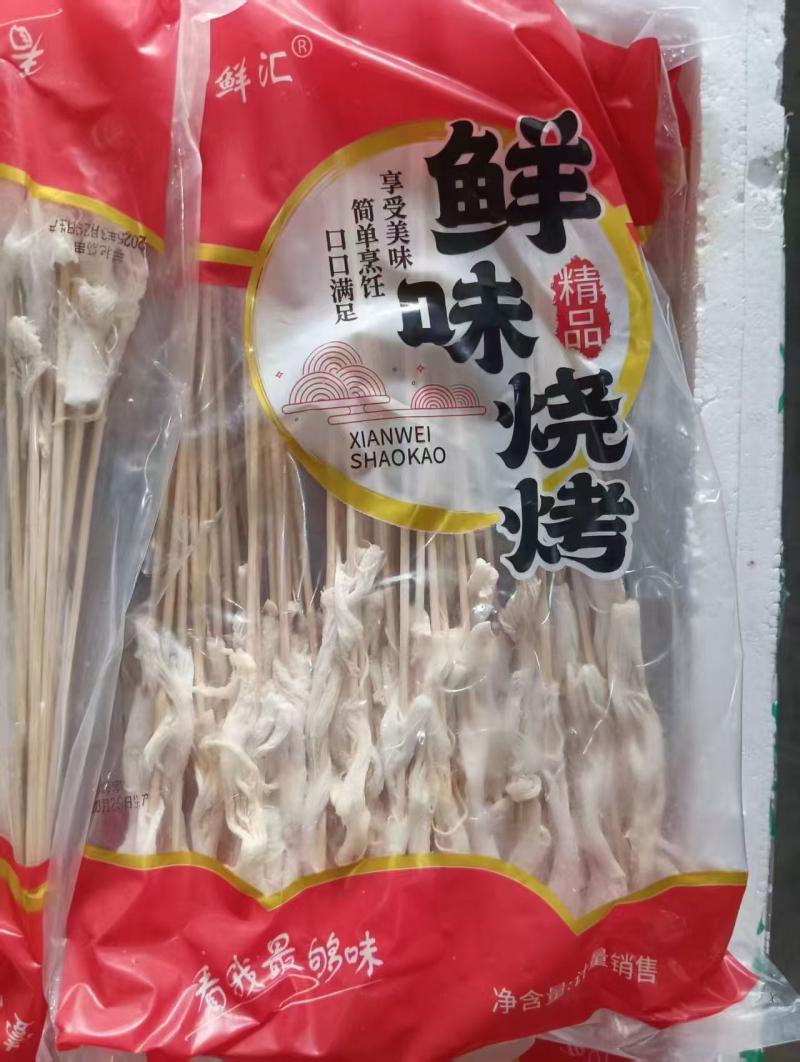 鲜汇®
鲜味烧烤
精品
享受美味
简单烹饪
口口满足
XIANWEI
SHAOKAO
看我最够味
净含量:计量销售